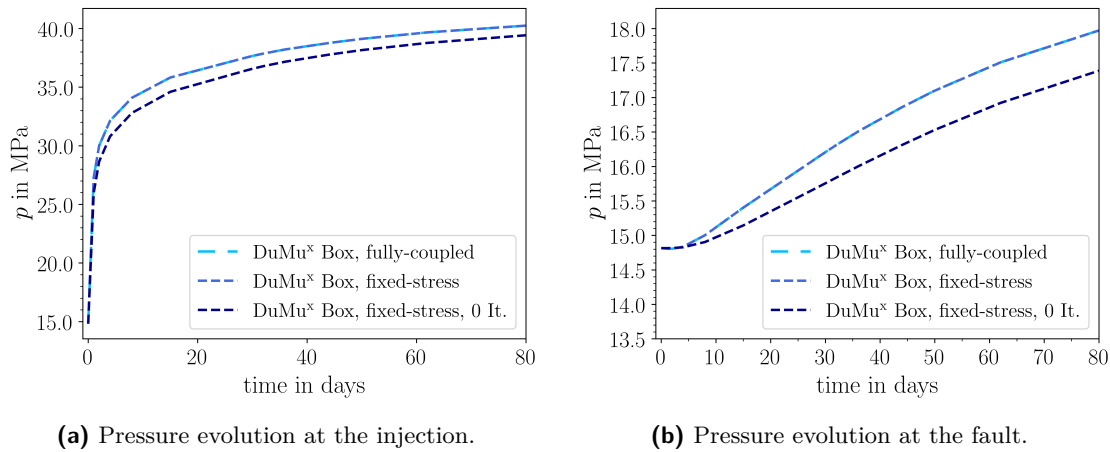 40.0
35.0
30.0
25.0
20.0
15.0
p in MPa
DuMuˣ Box, fully-coupled
DuMuˣ Box, fixed-stress
DuMuˣ Box, fixed-stress, 0 It.
0 20 40 60 80
time in days
(a) Pressure evolution at the injection.
18.0
17.5
17.0
16.5
16.0
15.5
15.0
14.5
14.0
13.5
p in MPa
DuMuˣ Box, fully-coupled
DuMuˣ Box, fixed-stress
DuMuˣ Box, fixed-stress, 0 It.
0 10 20 30 40 50 60 70 80
time in days
(b) Pressure evolution at the fault.